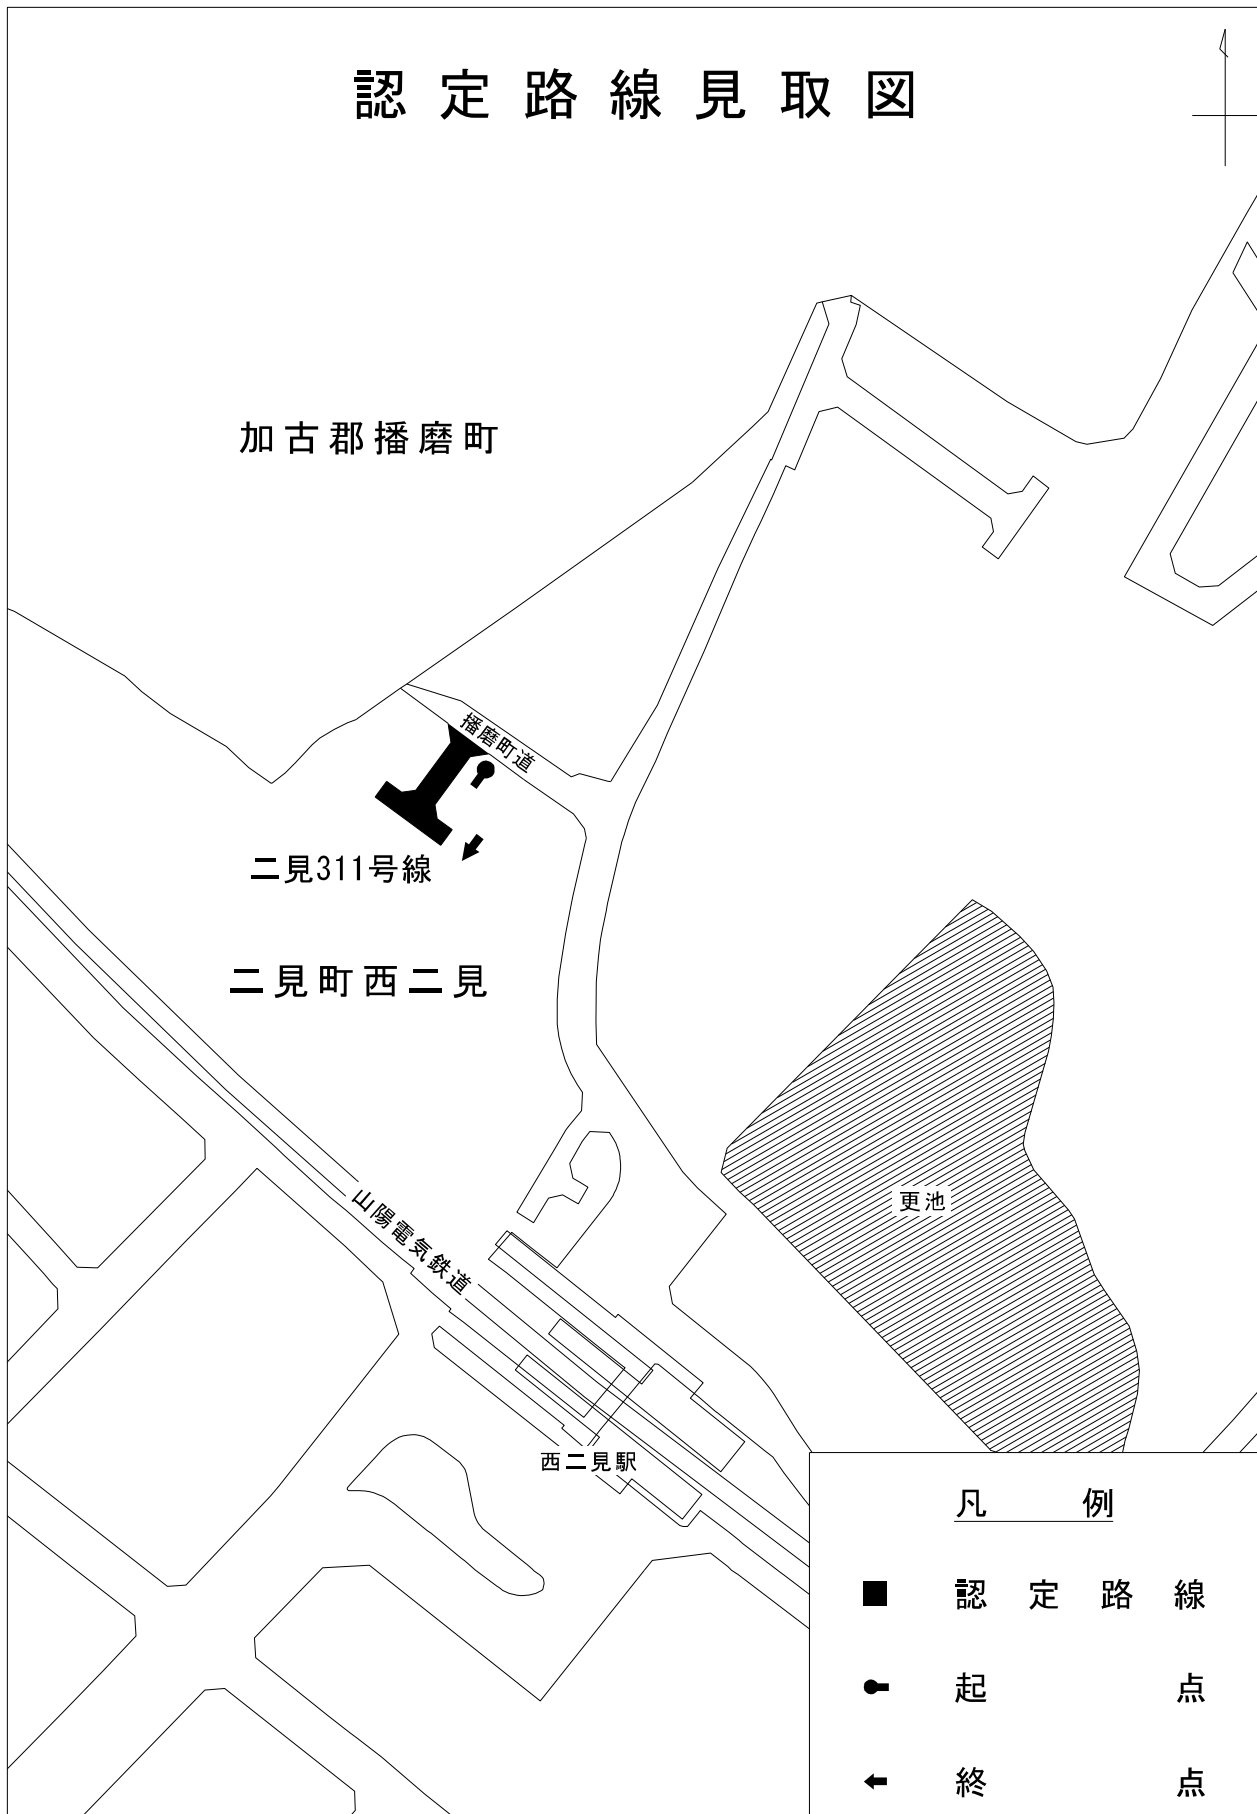 認定路線見取図
加古郡播磨町
播磨町道
二見311号線
二見町西二見
山陽電気鉄道
更池
西二見駅
凡 例
認定路線
起 点
終 点